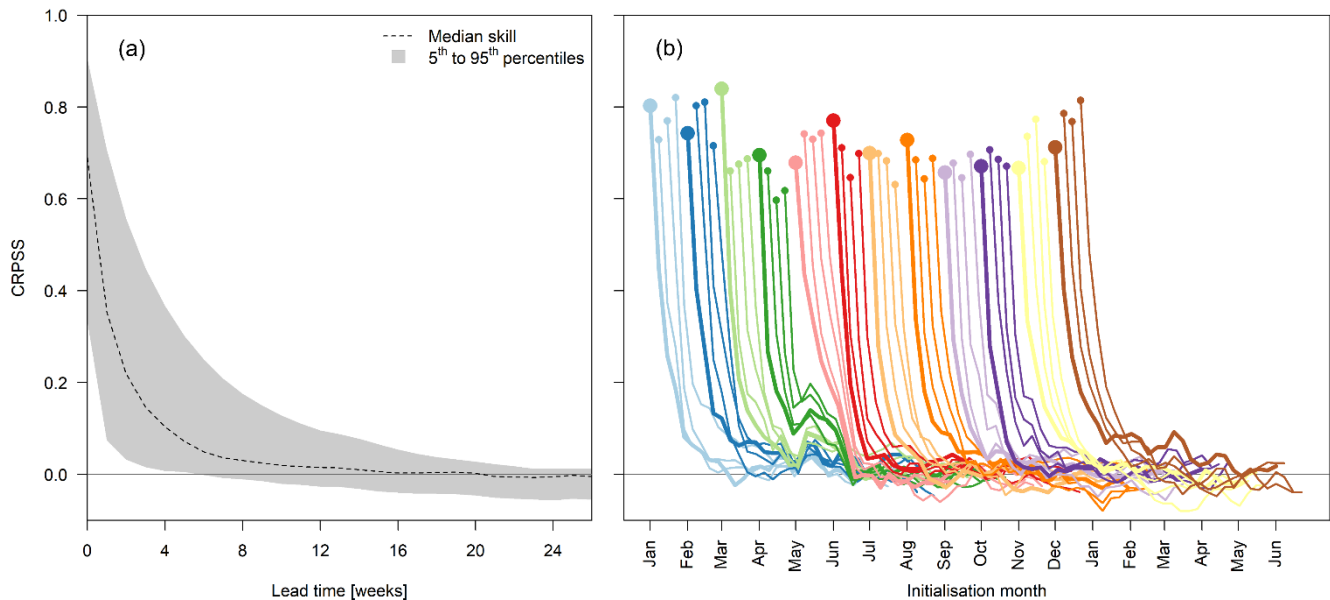 (a)
Median skill
5th to 95th percentiles
CRPSS
1.0
0.8
0.6
0.4
0.2
0.0
0
4
8
12
16
20
24
Lead time [weeks]
(b)
Jan
Feb
Mar
Apr
May
Jun
Jul
Aug
Sep
Oct
Nov
Dec
Jan
Feb
Mar
Apr
May
Jun
Initialisation month